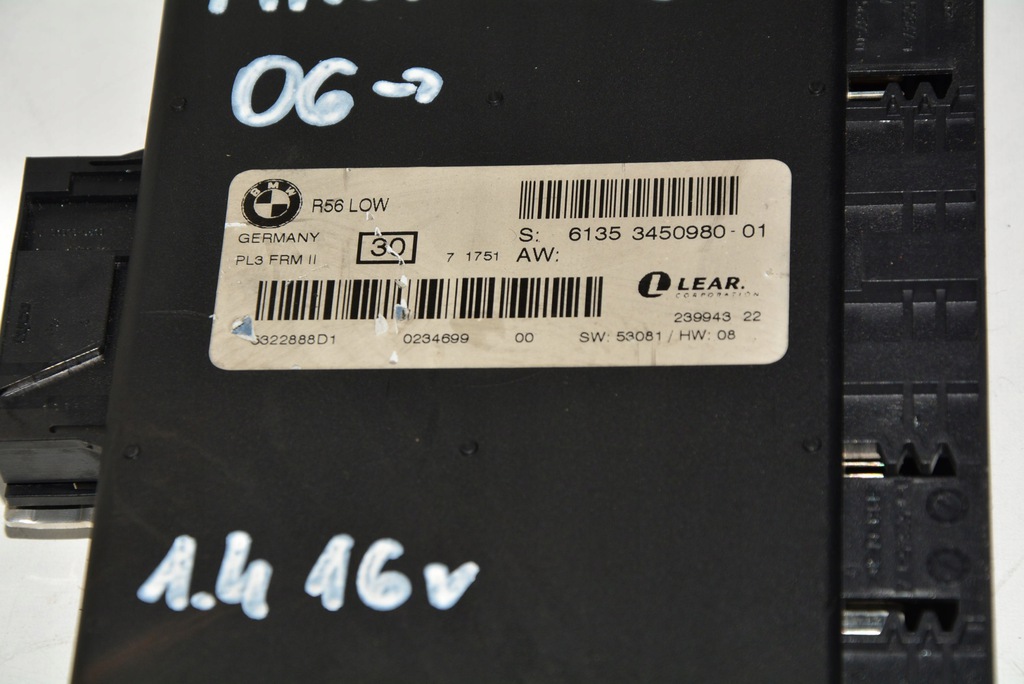 06->
BMW
R56 LOW
GERMANY
30
S: 6135 3450980-01
PL3 FRM II
7 1751
AW:
LEAR.
CORPORATION
239943 22
0234699 00 SW: 53081 / HW: 08
1.4 16v